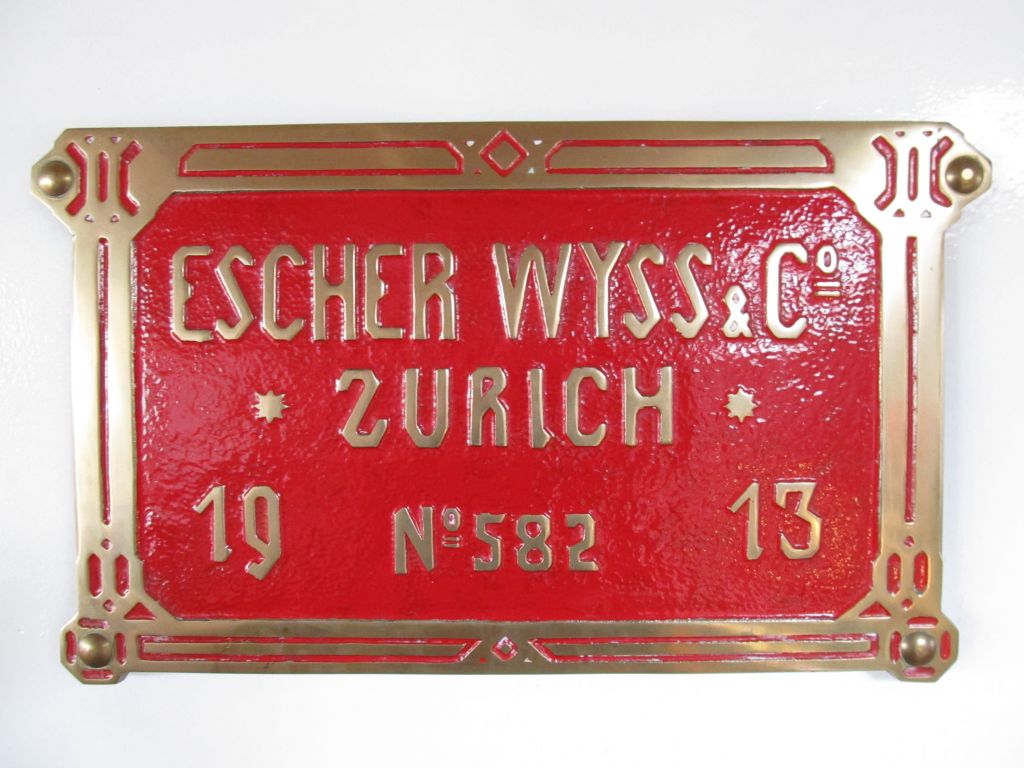 ESCHER WYSS & Cº
ZURICH
19 Nº 582 13